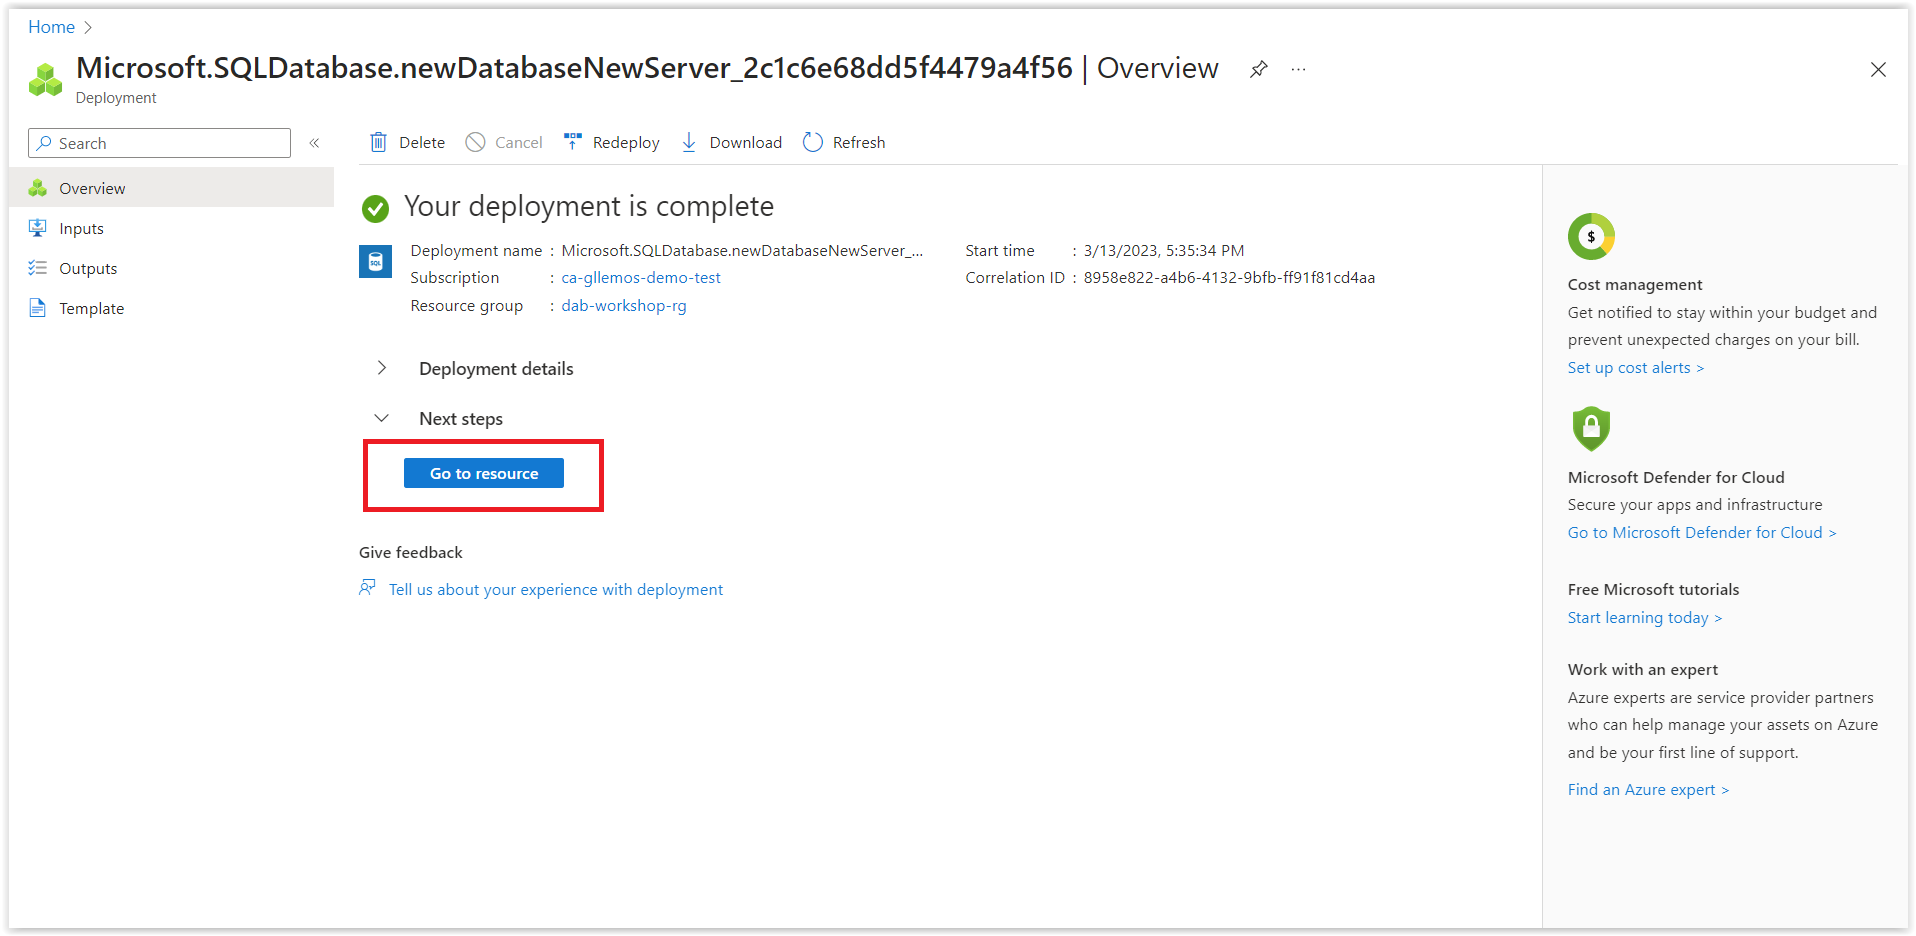 Home >
Microsoft.SQLDatabase.newDatabaseNewServer_2c1c6e68dd5f4479a4f56 | Overview
Deployment
Search
Overview
Inputs
Outputs
Template
Delete
Cancel
Redeploy
Download
Refresh
Your deployment is complete
SQL
Deployment name : Microsoft.SQLDatabase.newDatabaseNewServer_...
Subscription : ca-gllemos-demo-test
Resource group : dab-workshop-rg
Start time : 3/13/2023, 5:35:34 PM
Correlation ID : 8958e822-a4b6-4132-9bfb-ff91f81cd4aa
Deployment details
Next steps
Go to resource
Give feedback
Tell us about your experience with deployment
$
Cost management
Get notified to stay within your budget and
prevent unexpected charges on your bill.
Set up cost alerts >
Microsoft Defender for Cloud
Secure your apps and infrastructure
Go to Microsoft Defender for Cloud >
Free Microsoft tutorials
Start learning today >
Work with an expert
Azure experts are service provider partners
who can help manage your assets on Azure
and be your first line of support.
Find an Azure expert >